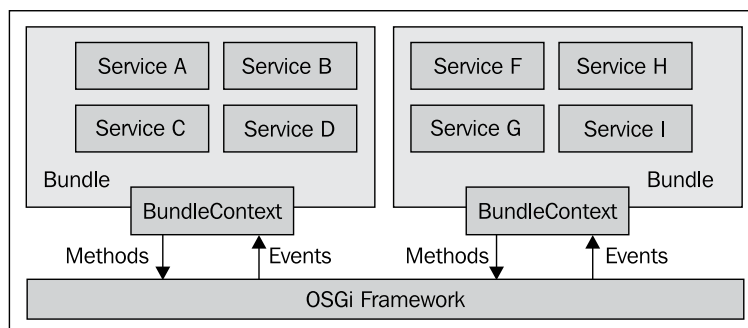 Service A
Service B
Service C
Service D
Bundle
BundleContext
Service F
Service H
Service G
Service I
Bundle
BundleContext
Methods
Events
Methods
Events
OSGi Framework